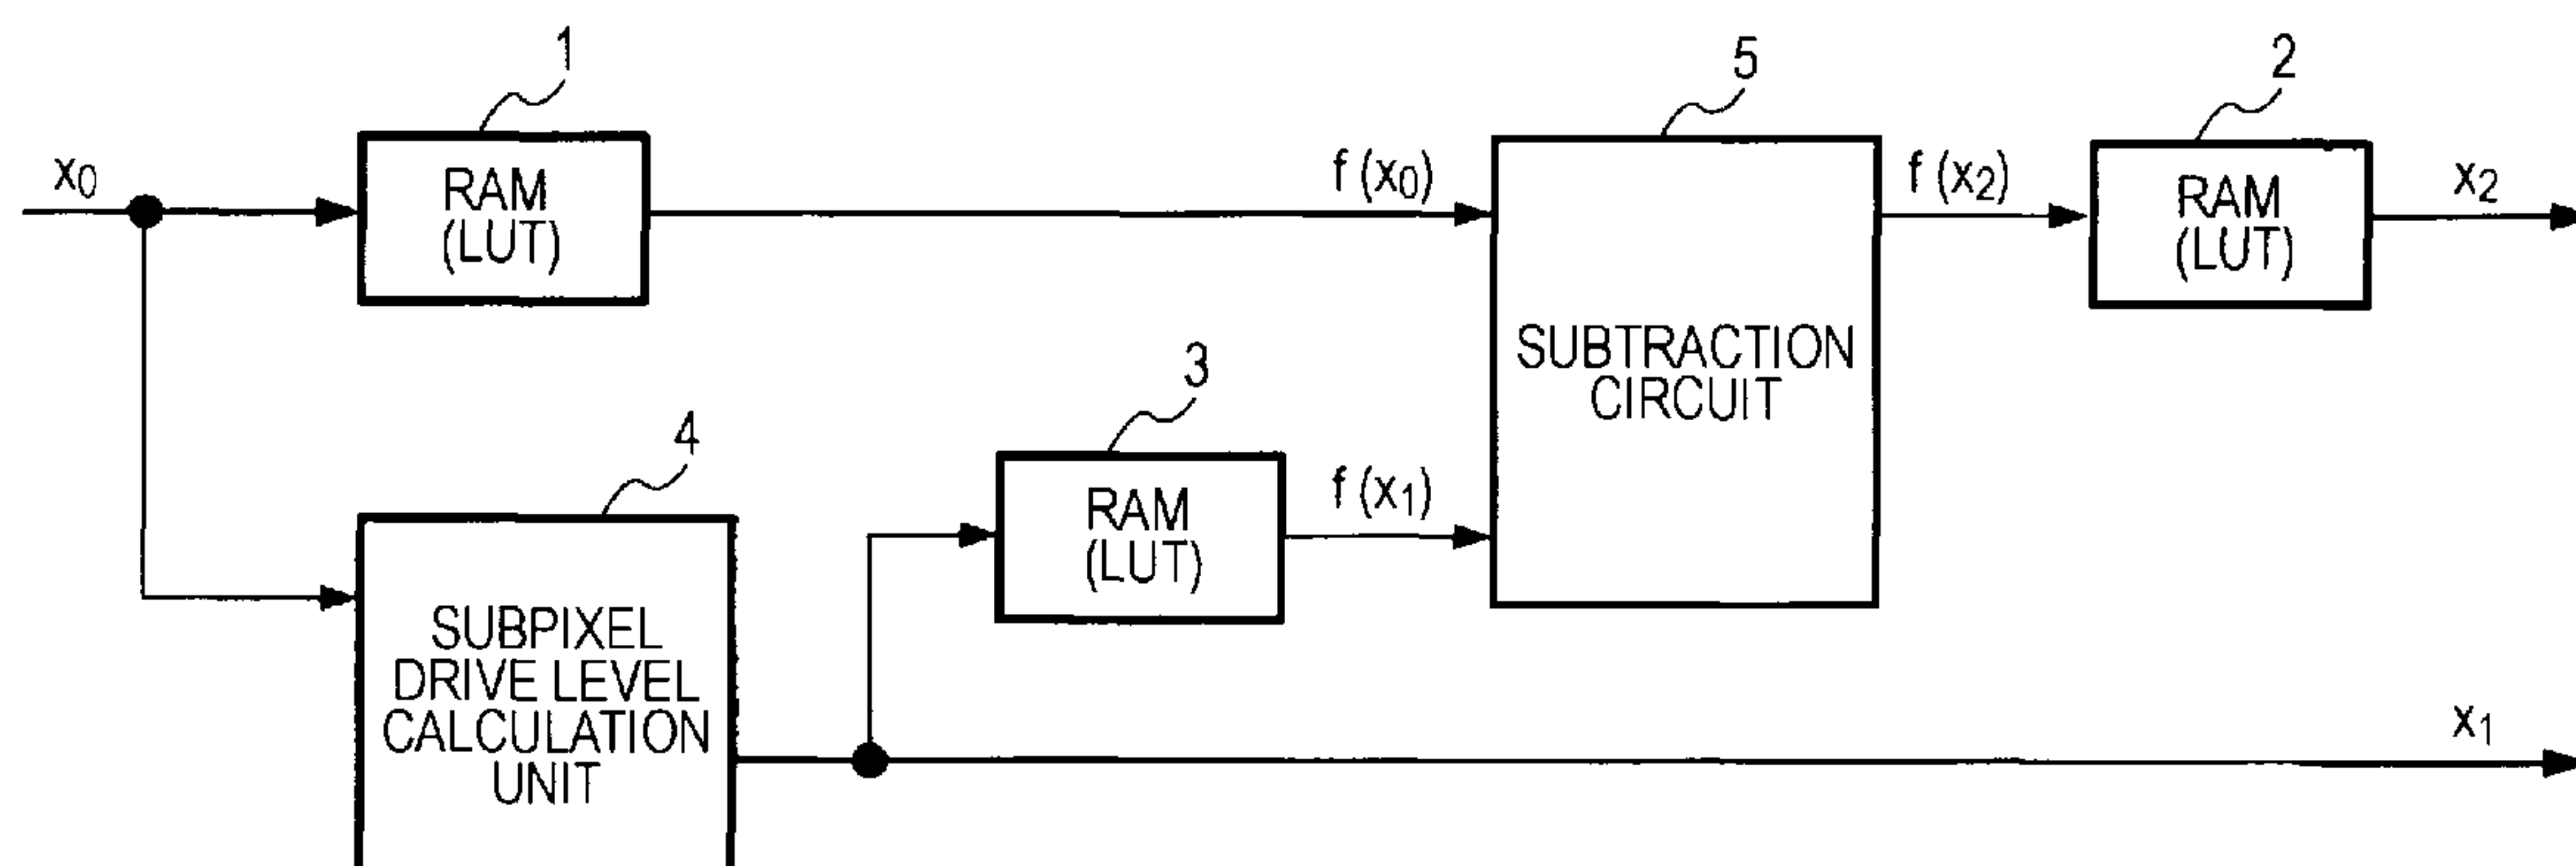 1
5
2
x0
RAM
(LUT)
f (x0)
f (x2)
RAM
(LUT)
x2
3
SUBTRACTION
CIRCUIT
4
RAM
(LUT)
f (x1)
SUBPIXEL
DRIVE LEVEL
CALCULATION
UNIT
x1